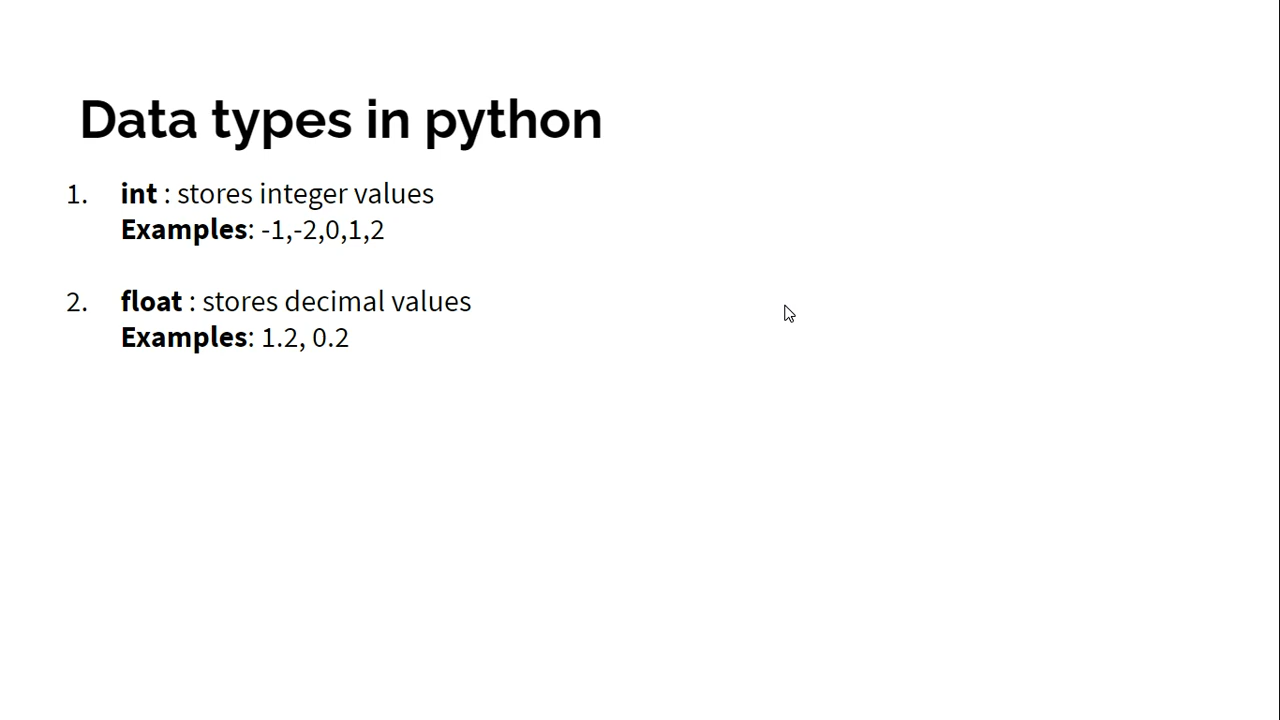 Data types in python
1. int : stores integer values
Examples: -1,-2,0,1,2
2. float : stores decimal values
Examples: 1.2, 0.2